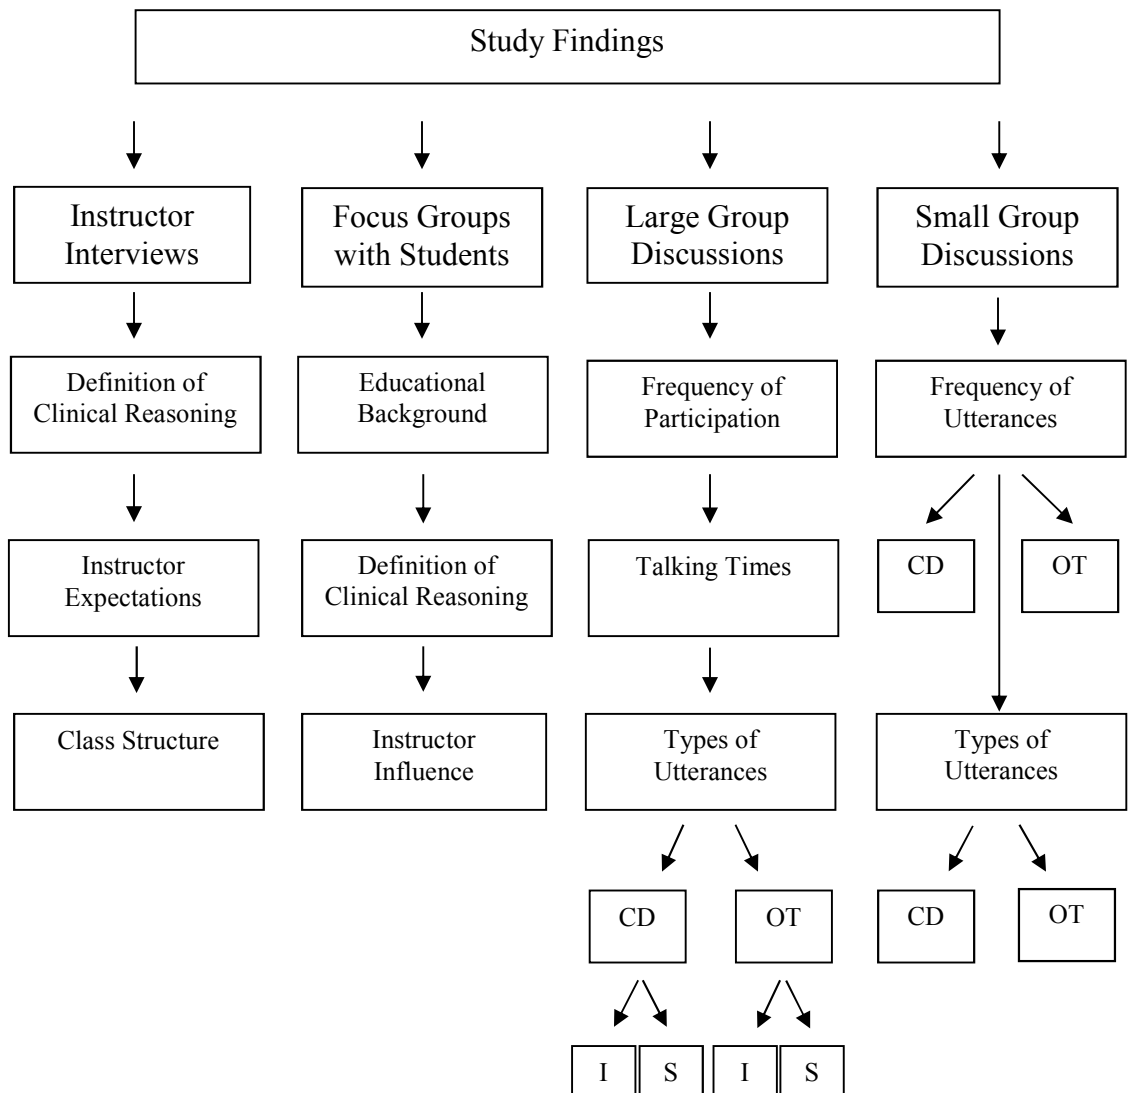 Study Findings
Instructor
Interviews
Focus Groups
with Students
Large Group
Discussions
Small Group
Discussions
Definition of
Clinical Reasoning
Educational
Background
Frequency of
Participation
Frequency of
Utterances
Instructor
Expectations
Definition of
Clinical Reasoning
Talking Times
CD
OT
Class Structure
Instructor
Influence
Types of
Utterances
Types of
Utterances
CD
OT
CD
OT
I
S
I
S